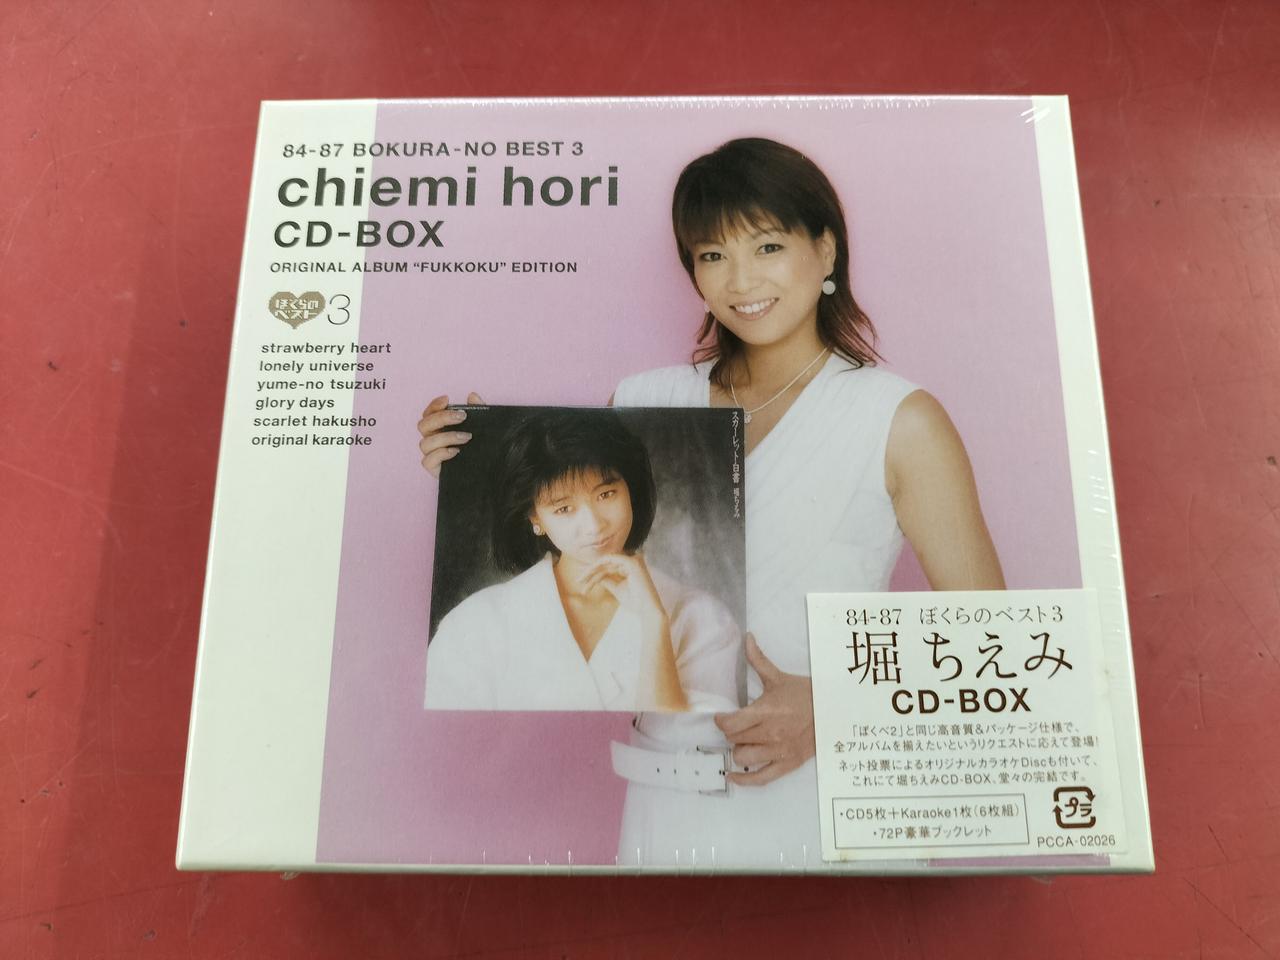 84-87 BOKURA-NO BEST 3
chiemi hori
CD-BOX
ORIGINAL ALBUM “FUKKOKU” EDITION
ぼくらの
ベスト
3
strawberry heart
lonely universe
yume-no tsuzuki
glory days
scarlet hakusho
original karaoke
スカーレット白書 堀ちえみ
84-87 ぼくらのベスト3
堀 ちえみ
CD-BOX
「ぼくベ2」と同じ高音質&パッケージ仕様で、
全アルバムを揃えたいというリクエストに応えて登場!
ネット投票によるオリジナルカラオケDiscも付いて、
これにて堀ちえみCD-BOX、堂々の完結です。
・CD5枚+Karaoke1枚(6枚組)
・72P豪華ブックレット
プラ
PCCA-02026